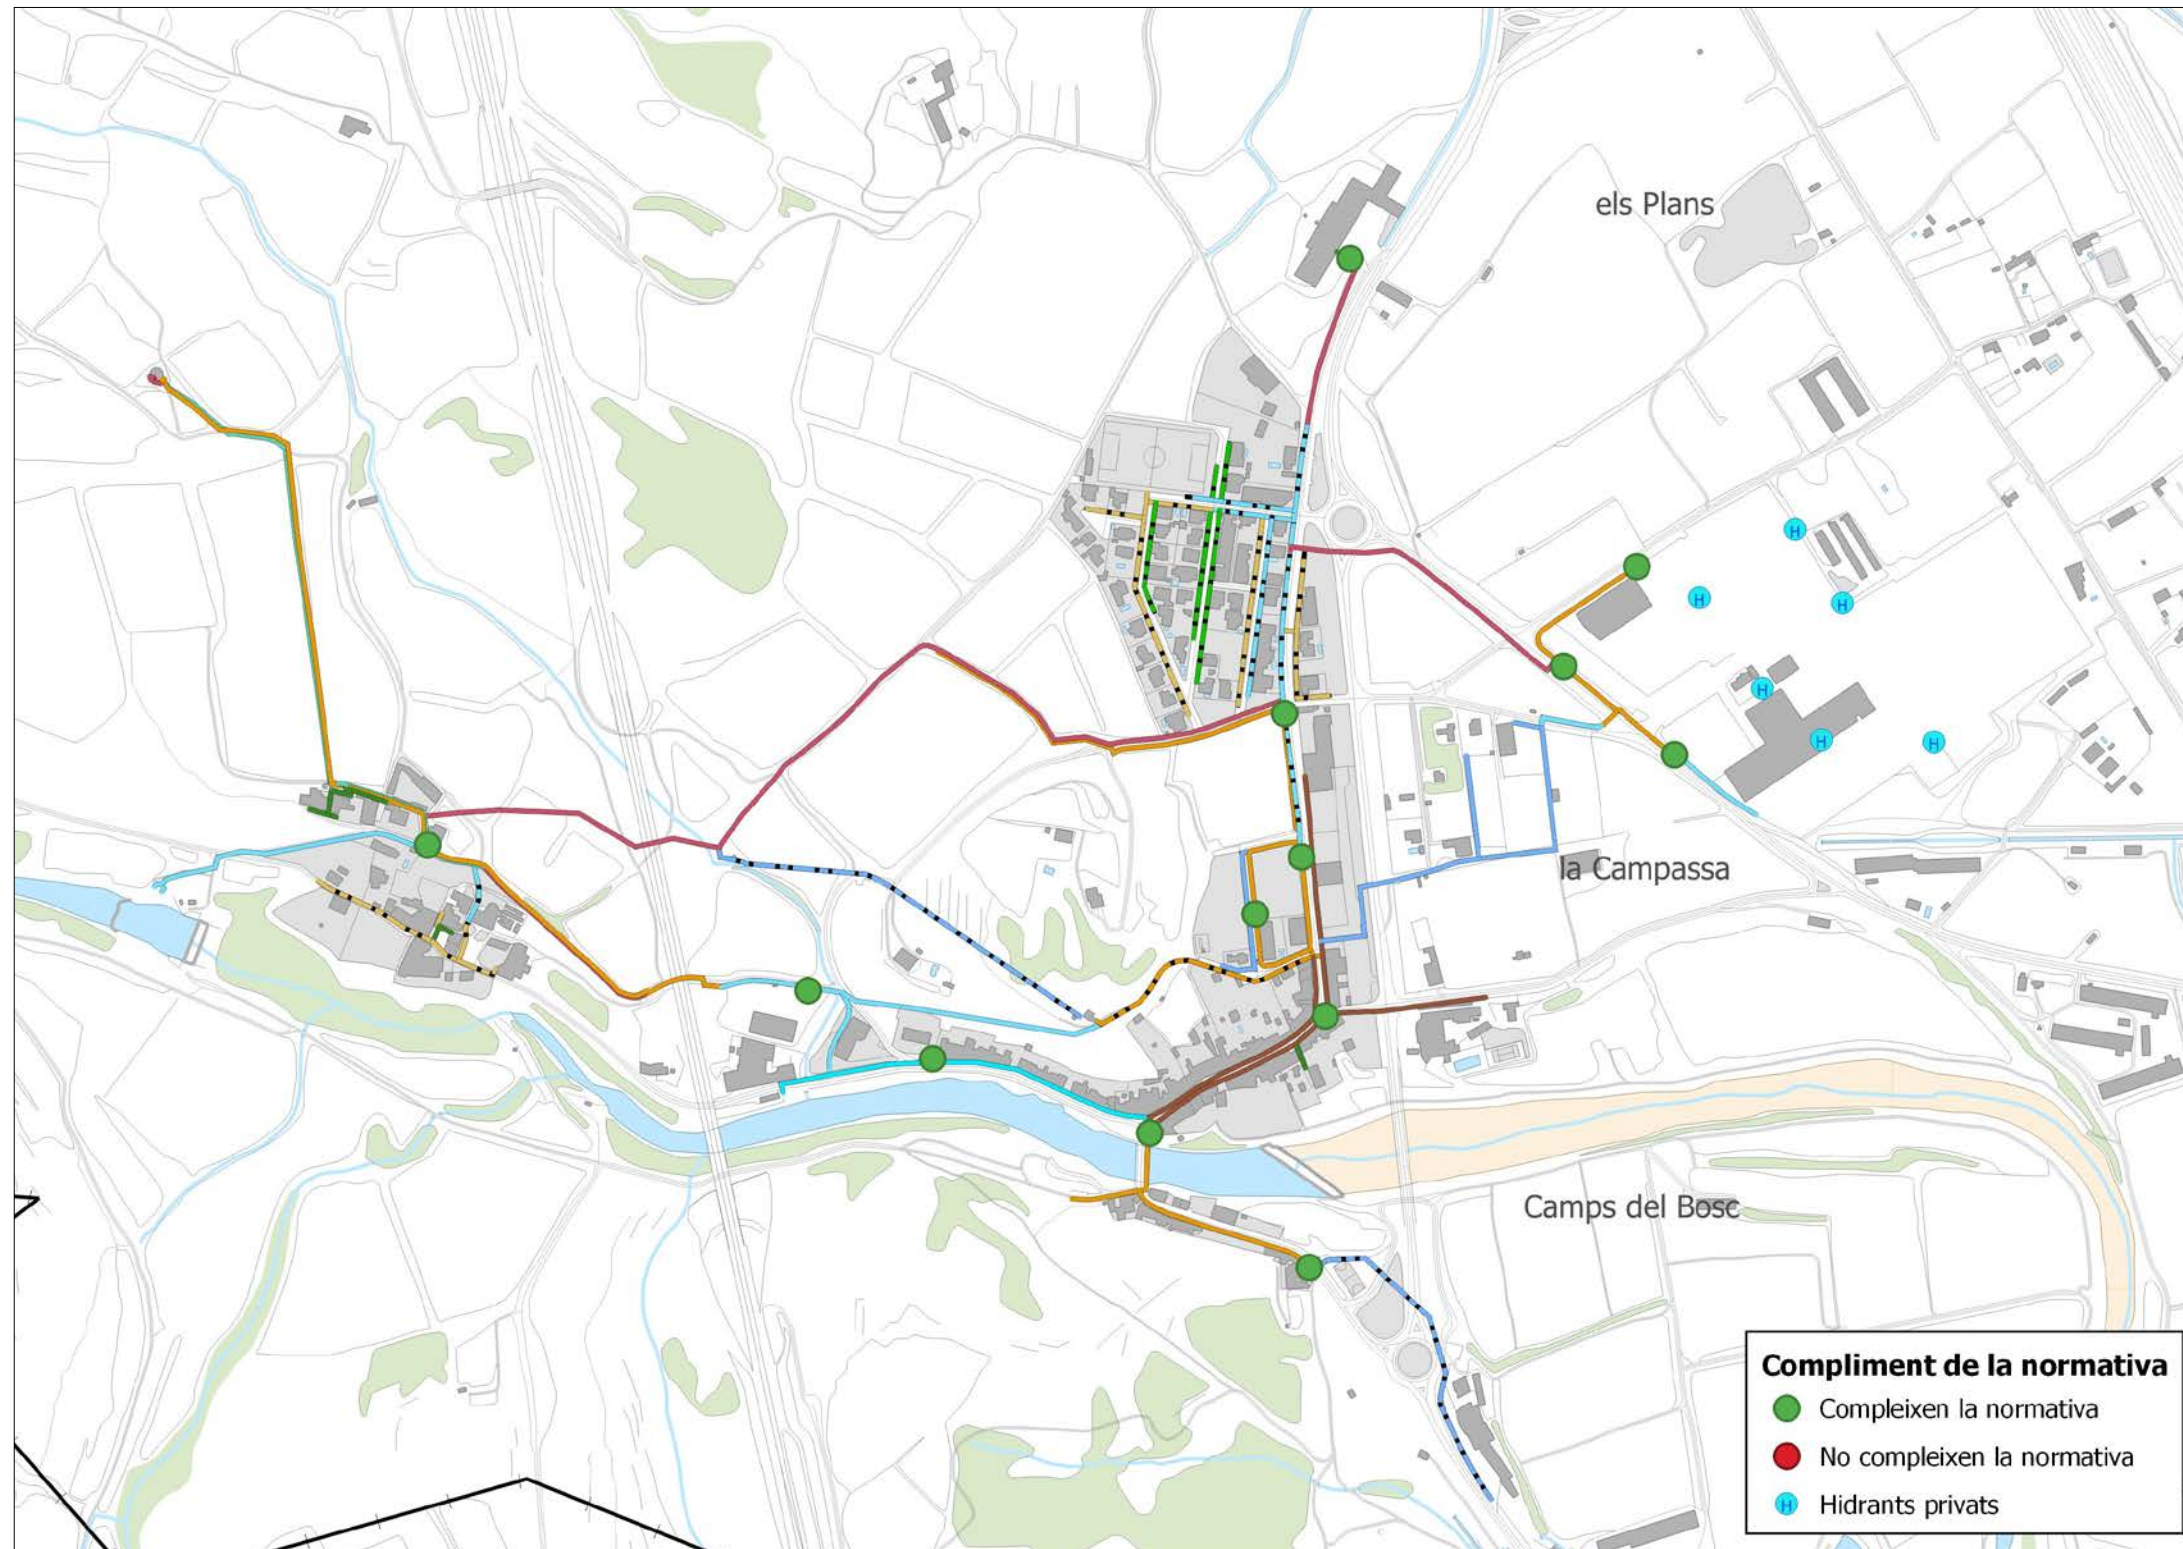 els Plans
H
H
H
H
H
H
la Campassa
Camps del Bosc
Compliment de la normativa
Compleixen la normativa
No compleixen la normativa
H Hidrants privats